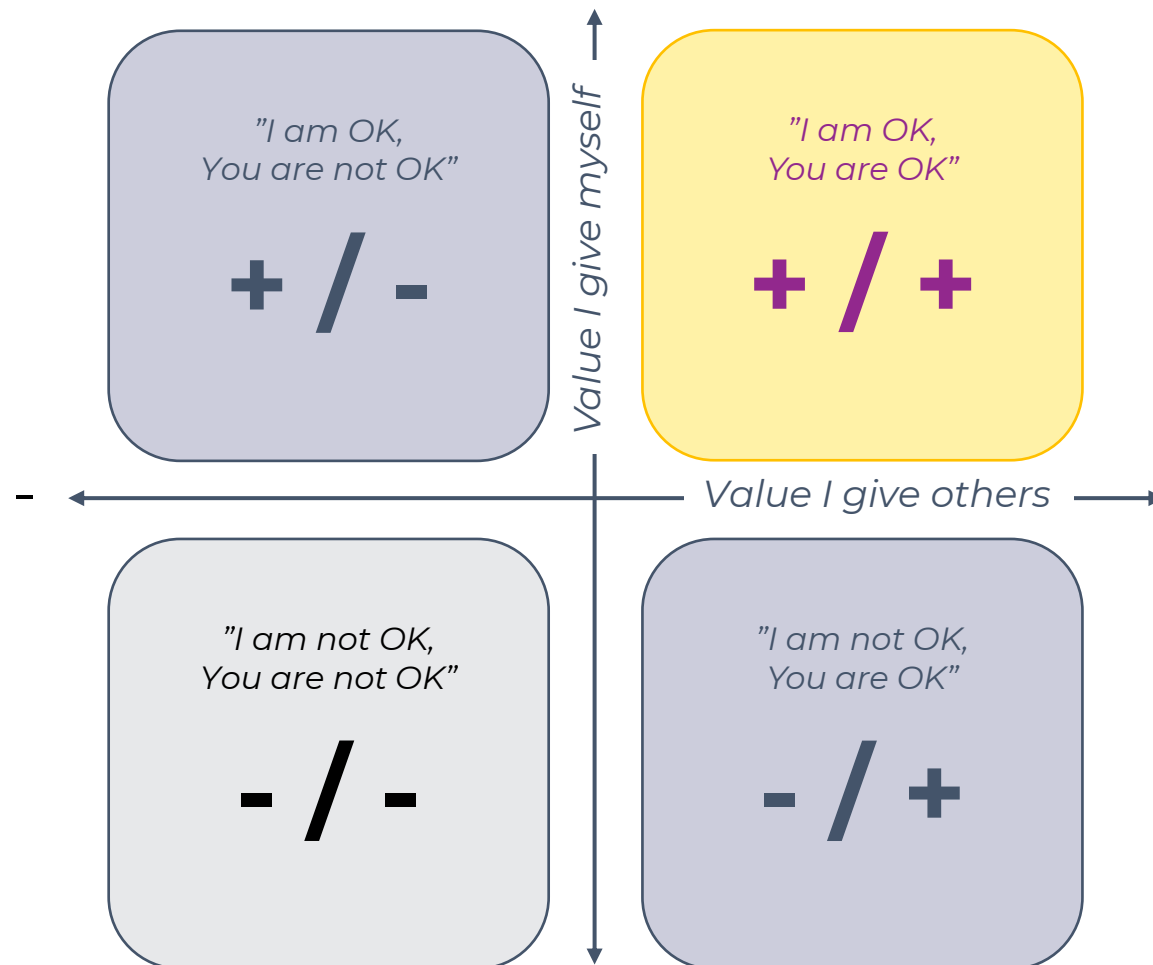 ”I am OK,
You are not OK”
+ / -
Value I give myself
”I am OK,
You are OK”
+ / +
-
Value I give others
”I am not OK,
You are not OK”
- / -
”I am not OK,
You are OK”
- / +